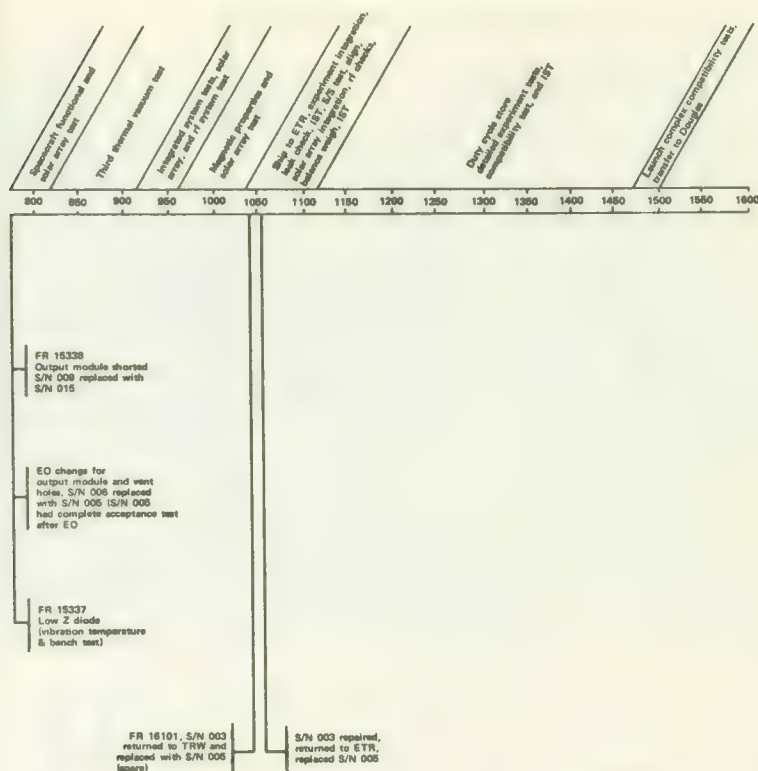 Spacecraft functional and
solar array test
Third thermal vacuum test
Integrated system tests, solar
array, and rf system test
Magnetic properties and
solar array test
Ship to ETR, experiment integration,
leak check, IST, S/S test, align,
solar array integration, rf checks,
balance weigh, IST
Duty cycle store
detailed experiment tests,
compatibility test, and IST
Launch complex compatibility tests,
transfer to Douglas
800 850 900 950 1000 1050 1100 1150 1200 1250 1300 1350 1400 1450 1500 1550 1600
FR 15338
Output module shorted
S/N 009 replaced with
S/N 015
EO change for
output module and vent
holes, S/N 006 replaced
with S/N 005 (S/N 005
had complete acceptance test
after EO
FR 15337
Low Z diode
(vibration temperature
& bench test)
FR 16101, S/N 003
returned to TRW and
replaced with S/N 005
(spare)
S/N 003 repaired,
returned to ETR,
replaced S/N 005